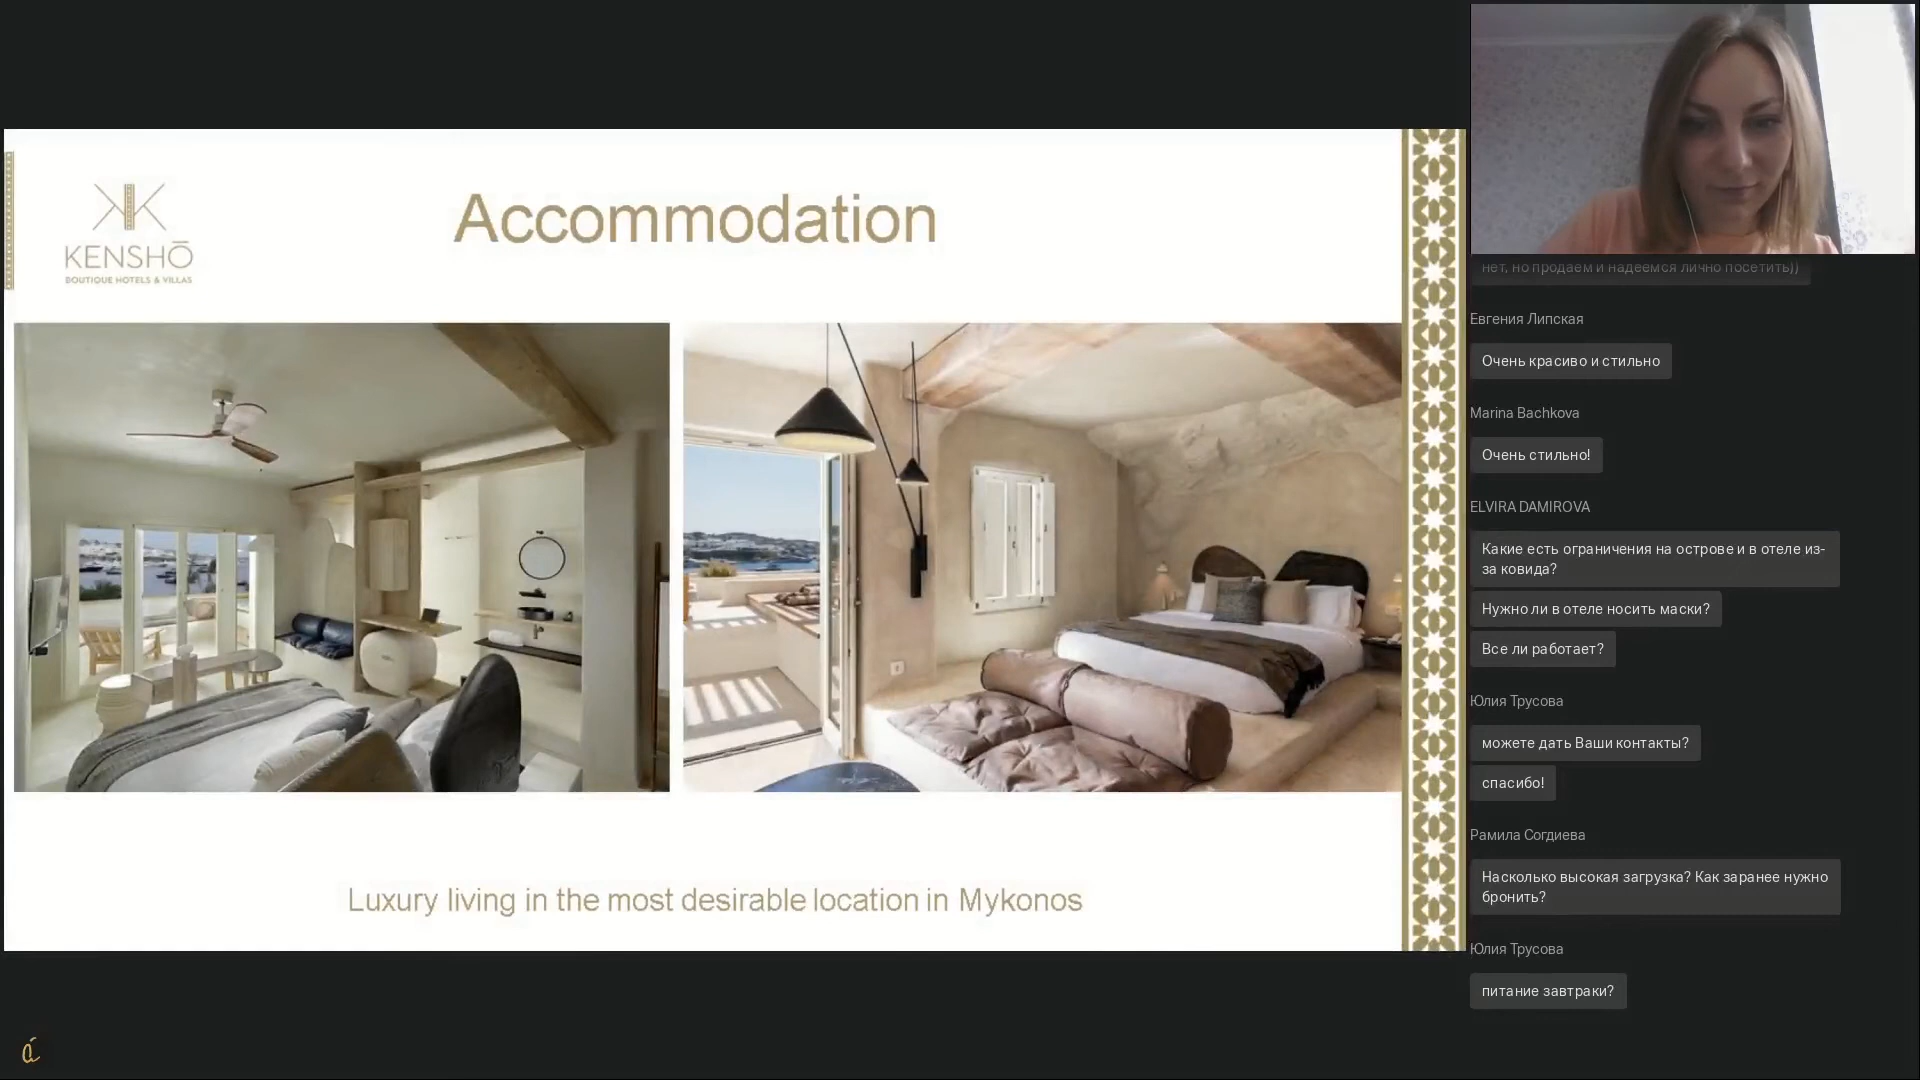 KENSHŌ
BOUTIQUE HOTELS & VILLAS
Accommodation
Luxury living in the most desirable location in Mykonos
нет, но продаем и надеемся лично посетить))
Евгения Липская
Очень красиво и стильно
Marina Bachkova
Очень стильно!
ELVIRA DAMIROVA
Какие есть ограничения на острове и в отеле из-
за ковида?
Нужно ли в отеле носить маски?
Все ли работает?
Юлия Трусова
можете дать Ваши контакты?
спасибо!
Рамила Согдиева
Насколько высокая загрузка? Как заранее нужно
бронить?
Юлия Трусова
питание завтраки?
á